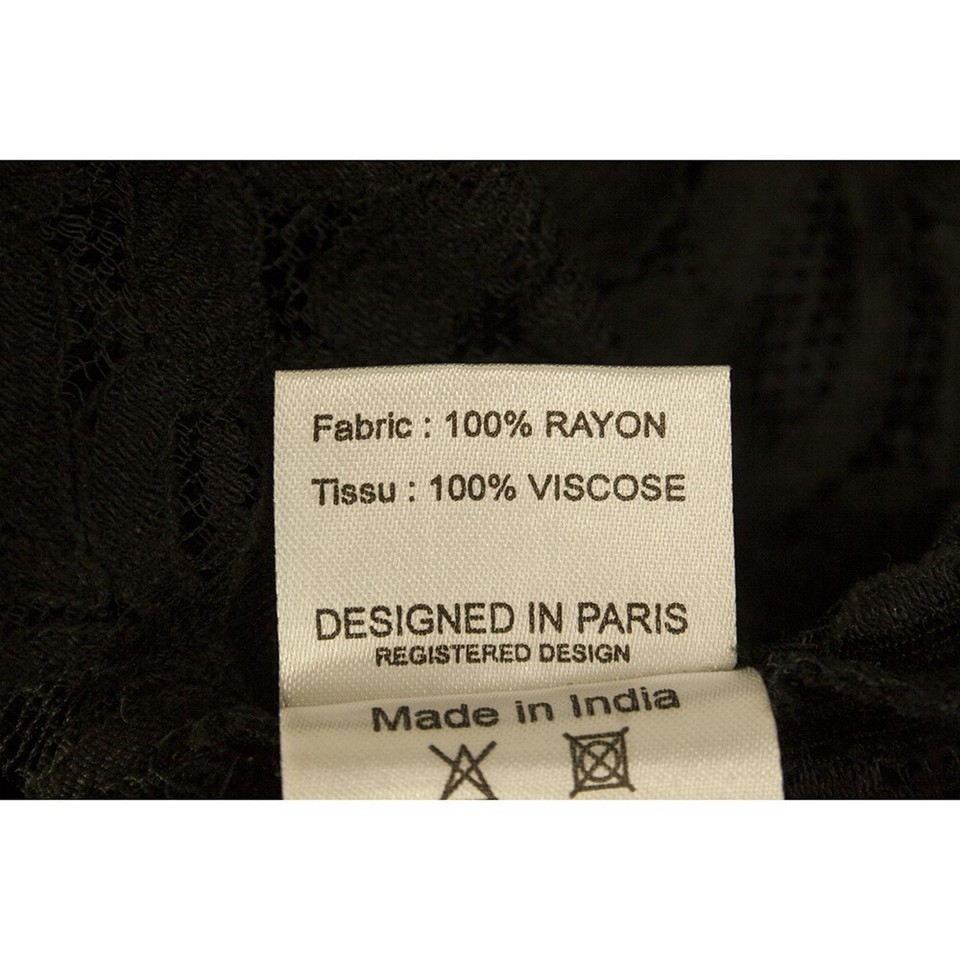 Fabric : 100% RAYON
Tissu : 100% VISCOSE
DESIGNED IN PARIS
REGISTERED DESIGN
Made in India